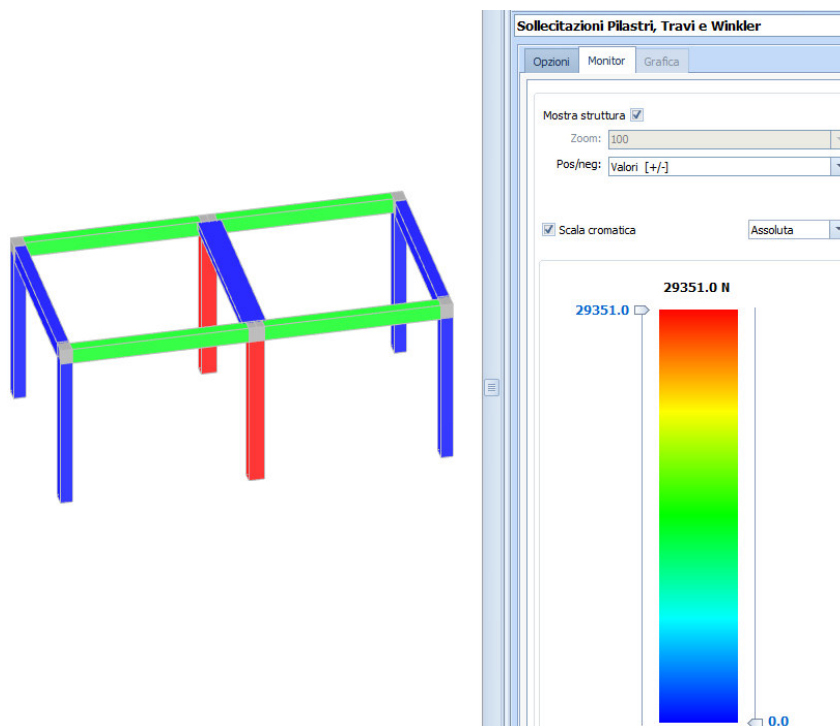 Sollecitazioni Pilastri, Travi e Winkler
Opzioni Monitor Grafica
Mostra struttura
Zoom: 100
Pos/neg: Valori [+/-]
Scala cromatica Assoluta
29351.0 N
29351.0
0.0